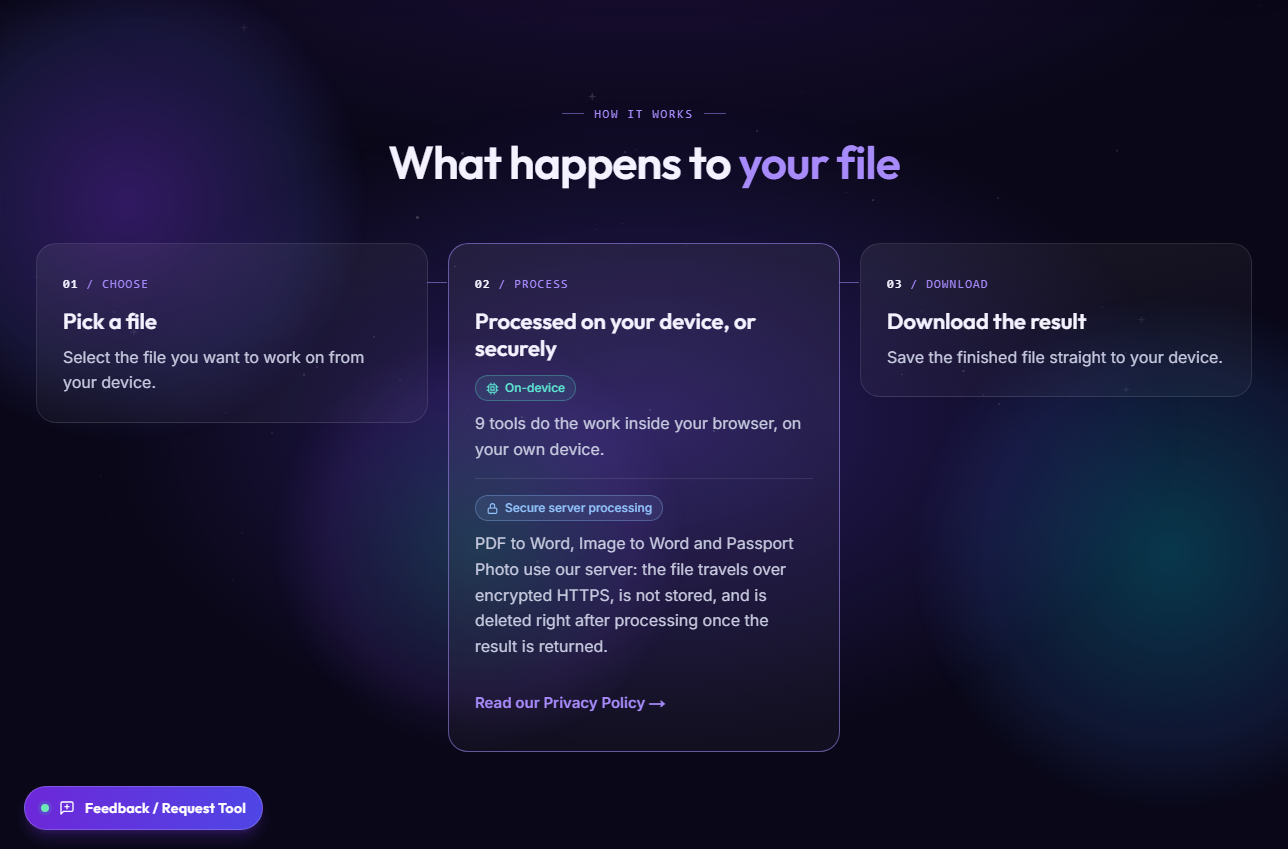 HOW IT WORKS
What happens to your file
01 / CHOOSE
Pick a file
Select the file you want to work on from
your device.
02 / PROCESS
Processed on your device, or
securely
On-device
9 tools do the work inside your browser, on
your own device.
Secure server processing
PDF to Word, Image to Word and Passport
Photo use our server: the file travels over
encrypted HTTPS, is not stored, and is
deleted right after processing once the
result is returned.
Read our Privacy Policy →
03 / DOWNLOAD
Download the result
Save the finished file straight to your device.
Feedback / Request Tool